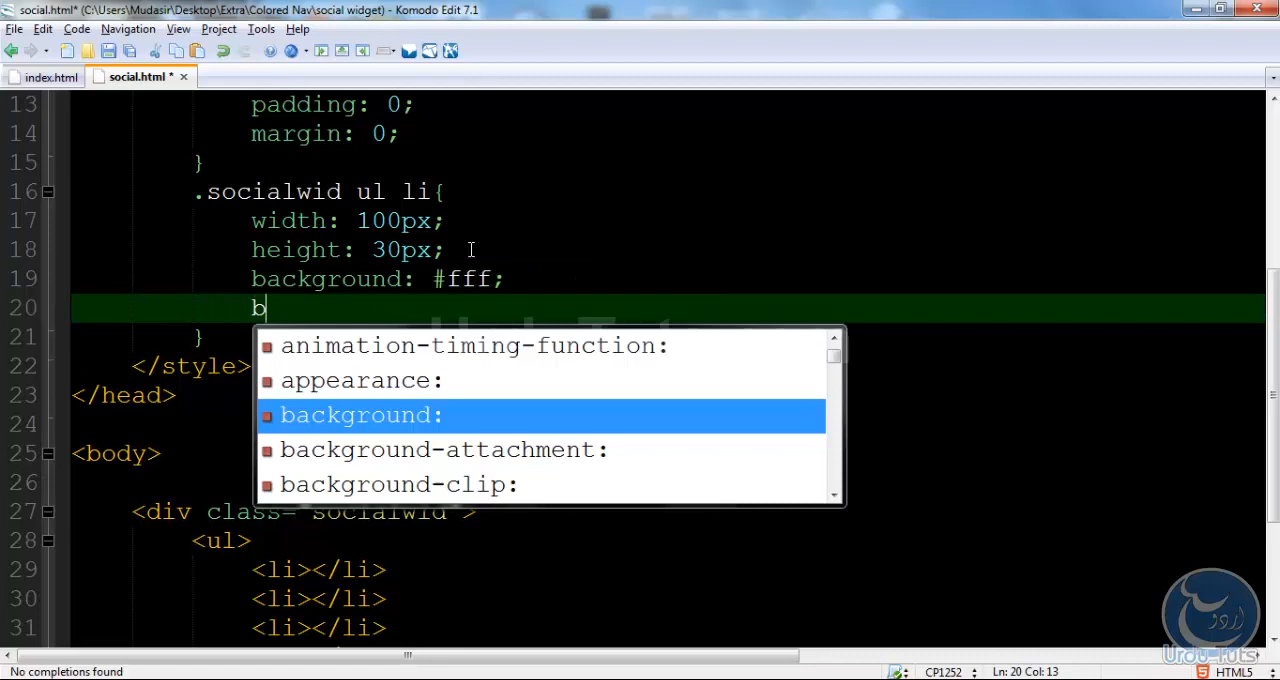 social.html* (C:\Users\Mudasir\Desktop\Extra\Colored Nav\social widget) - Komodo Edit 7.1
File Edit Code Navigation View Project Tools Help
index.html social.html *
13 padding: 0;
14 margin: 0;
15 }
16 .socialwid ul li{
17 width: 100px;
18 height: 30px;
19 background: #fff;
20 b
21 }
animation-timing-function:
22 </style>
appearance:
23 </head>
background:
24
25 <body>
background-attachment:
26
background-clip:
27 <div class="socialwid">
28 <ul>
29 <li></li>
30 <li></li>
31 <li></li>
اردو
Urdu Tuts
No completions found CP1252 Ln: 20 Col: 13 HTML5